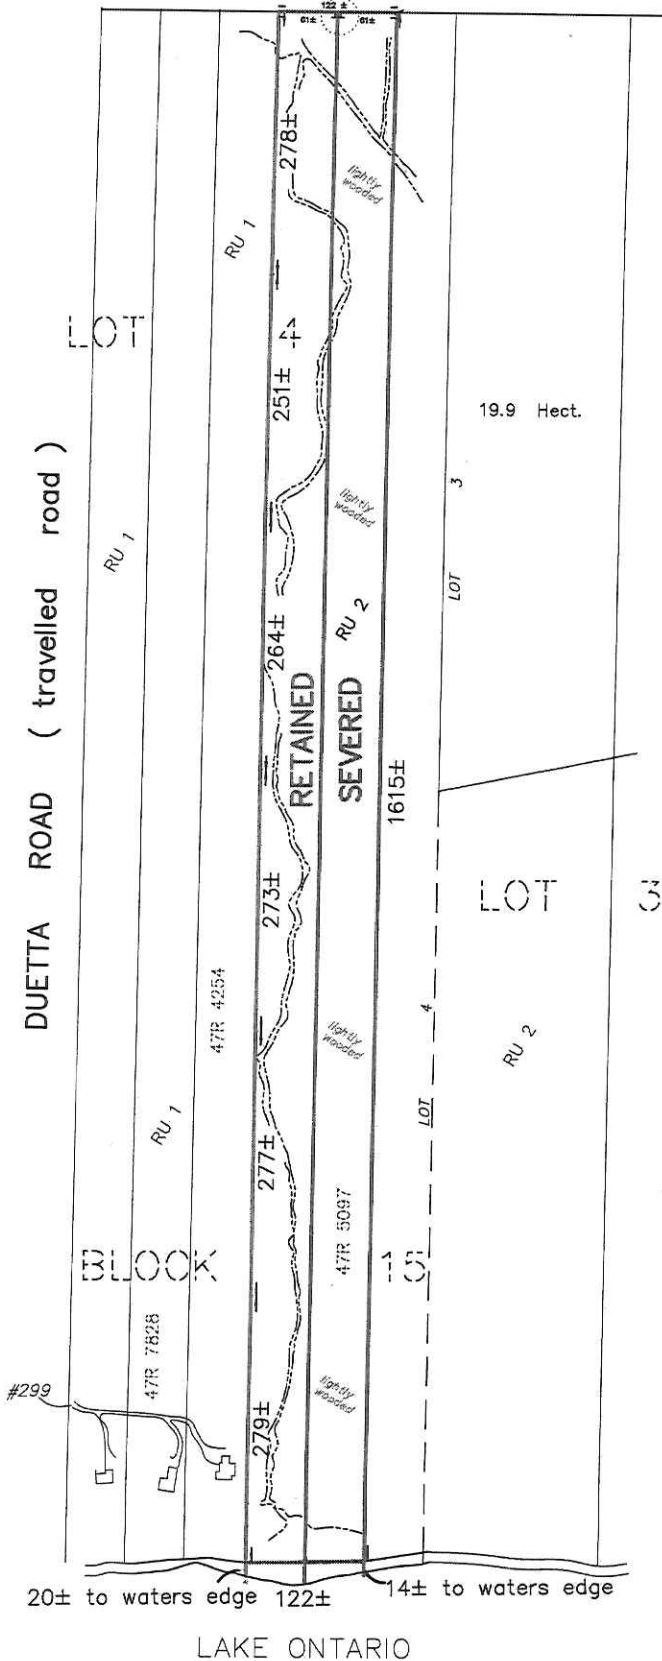 122 ±
61± 61±
278±
lightly
wooded
RU 1
LOT 4
251±
19.9 Hect.
3
LOT
lightly
wooded
RU 1
DUETTA ROAD ( travelled road )
264±
RU 2
RETAINED
SEVERED
1615±
273±
LOT 3
47R 4254
4
LOT
lightly
wooded
RU 2
RU 1
277±
47R 5097
BLOCK 15
47R 7828
#299
lightly
wooded
279±
20± to waters edge 122± 14± to waters edge
LAKE ONTARIO